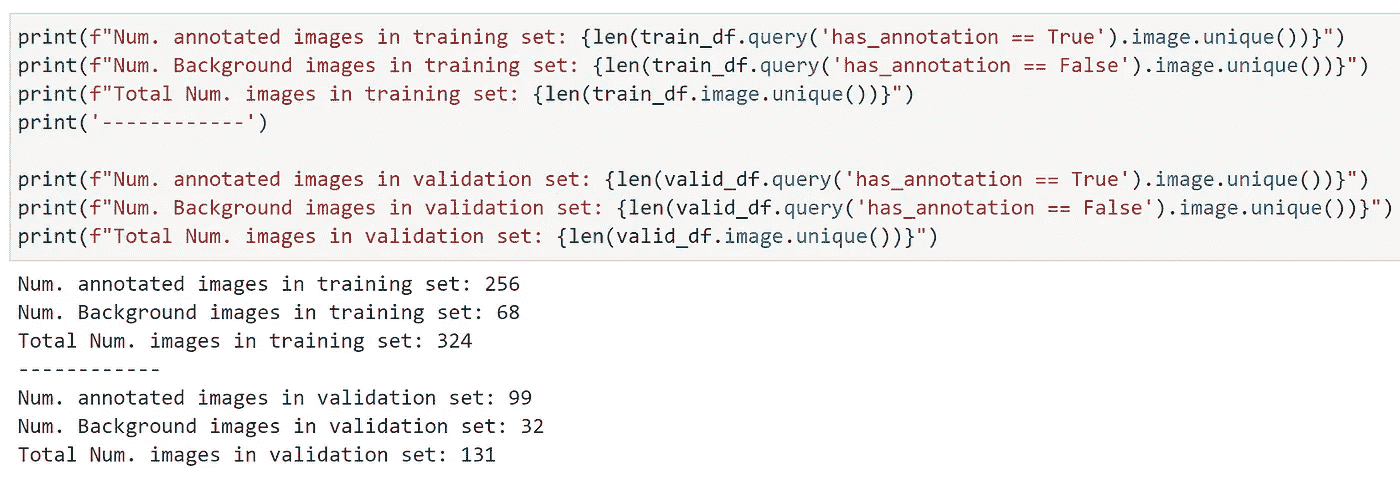 print(f"Num. annotated images in training set: {len(train_df.query('has_annotation == True').image.unique())}")
print(f"Num. Background images in training set: {len(train_df.query('has_annotation == False').image.unique())}")
print(f"Total Num. images in training set: {len(train_df.image.unique())}")
print('------------')
print(f"Num. annotated images in validation set: {len(valid_df.query('has_annotation == True').image.unique())}")
print(f"Num. Background images in validation set: {len(valid_df.query('has_annotation == False').image.unique())}")
print(f"Total Num. images in validation set: {len(valid_df.image.unique())}")
Num. annotated images in training set: 256
Num. Background images in training set: 68
Total Num. images in training set: 324
------------
Num. annotated images in validation set: 99
Num. Background images in validation set: 32
Total Num. images in validation set: 131